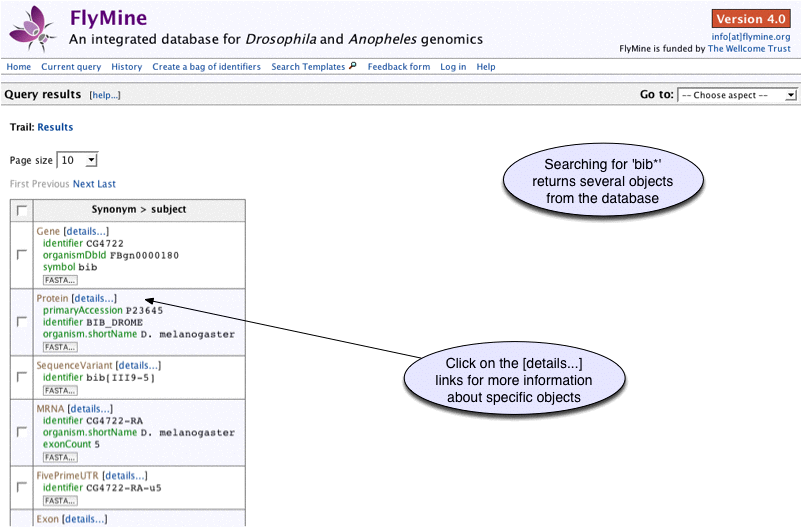 FlyMine
Version 4.0
An integrated database for Drosophila and Anopheles genomics
info[at]flymine.org
FlyMine is funded by The Wellcome Trust
Home Current query History Create a bag of identifiers Search Templates Feedback form Log in Help
Query results [help...] Go to: -- Choose aspect --
Trail: Results
Page size 10
First Previous Next Last
Searching for 'bib*'
returns several objects
from the database
Synonym > subject
Gene [details...]
identifier CG4722
organismDbId FBgn0000180
symbol bib
FASTA...
Protein [details...]
primaryAccession P23645
identifier BIB_DROME
organism.shortName D. melanogaster
FASTA...
Click on the [details...]
links for more information
about specific objects
SequenceVariant [details...]
identifier bib[III9-5]
FASTA...
MRNA [details...]
identifier CG4722-RA
organism.shortName D. melanogaster
exonCount 5
FASTA...
FivePrimeUTR [details...]
identifier CG4722-RA-u5
FASTA...
Exon [details...]